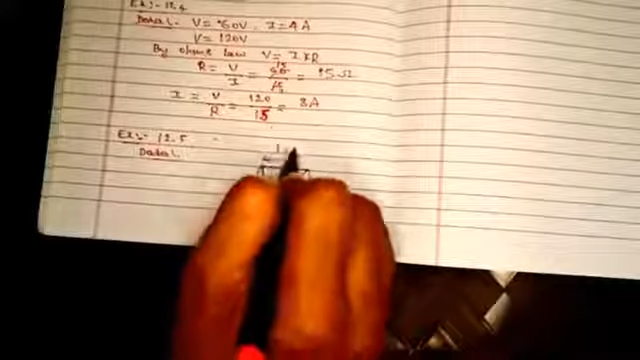 Ex:- 12.4
Data:- V = 60V, I = 4A
V = 120V
By ohms law V = I x R
R = V/I = 60/4 = 15 Ω
I = V/R = 120/15 = 8A
Ex:- 12.5
Data: